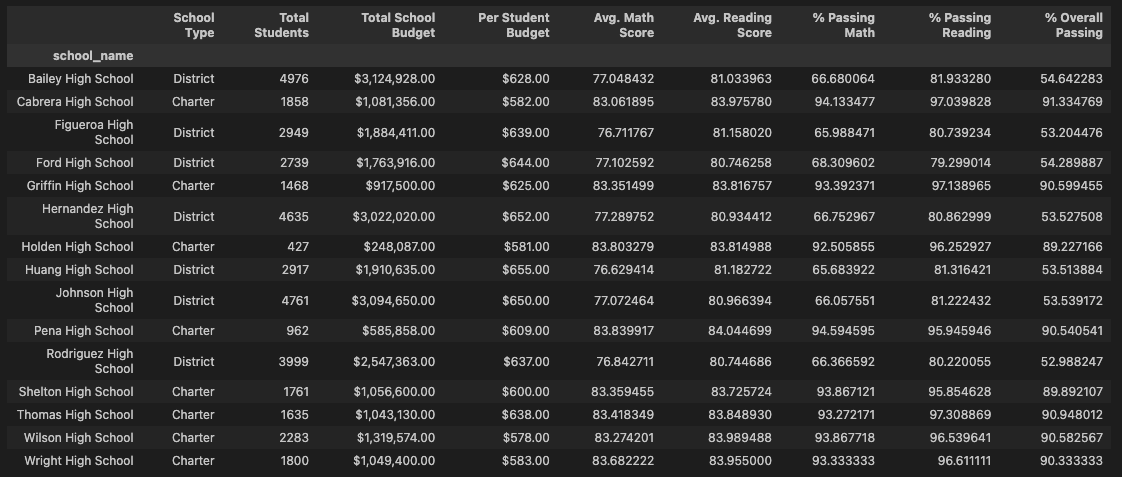 School Type Total Students Total School Budget Per Student Budget Avg. Math Score Avg. Reading Score % Passing Math % Passing Reading % Overall Passing
school_name
Bailey High School District 4976 $3,124,928.00 $628.00 77.048432 81.033963 66.680064 81.933280 54.642283
Cabrera High School Charter 1858 $1,081,356.00 $582.00 83.061895 83.975780 94.133477 97.039828 91.334769
Figueroa High School District 2949 $1,884,411.00 $639.00 76.711767 81.158020 65.988471 80.739234 53.204476
Ford High School District 2739 $1,763,916.00 $644.00 77.102592 80.746258 68.309602 79.299014 54.289887
Griffin High School Charter 1468 $917,500.00 $625.00 83.351499 83.816757 93.392371 97.138965 90.599455
Hernandez High School District 4635 $3,022,020.00 $652.00 77.289752 80.934412 66.752967 80.862999 53.527508
Holden High School Charter 427 $248,087.00 $581.00 83.803279 83.814988 92.505855 96.252927 89.227166
Huang High School District 2917 $1,910,635.00 $655.00 76.629414 81.182722 65.683922 81.316421 53.513884
Johnson High School District 4761 $3,094,650.00 $650.00 77.072464 80.966394 66.057551 81.222432 53.539172
Pena High School Charter 962 $585,858.00 $609.00 83.839917 84.044699 94.594595 95.945946 90.540541
Rodriguez High School District 3999 $2,547,363.00 $637.00 76.842711 80.744686 66.366592 80.220055 52.988247
Shelton High School Charter 1761 $1,056,600.00 $600.00 83.359455 83.725724 93.867121 95.854628 89.892107
Thomas High School Charter 1635 $1,043,130.00 $638.00 83.418349 83.848930 93.272171 97.308869 90.948012
Wilson High School Charter 2283 $1,319,574.00 $578.00 83.274201 83.989488 93.867718 96.539641 90.582567
Wright High School Charter 1800 $1,049,400.00 $583.00 83.682222 83.955000 93.333333 96.611111 90.333333